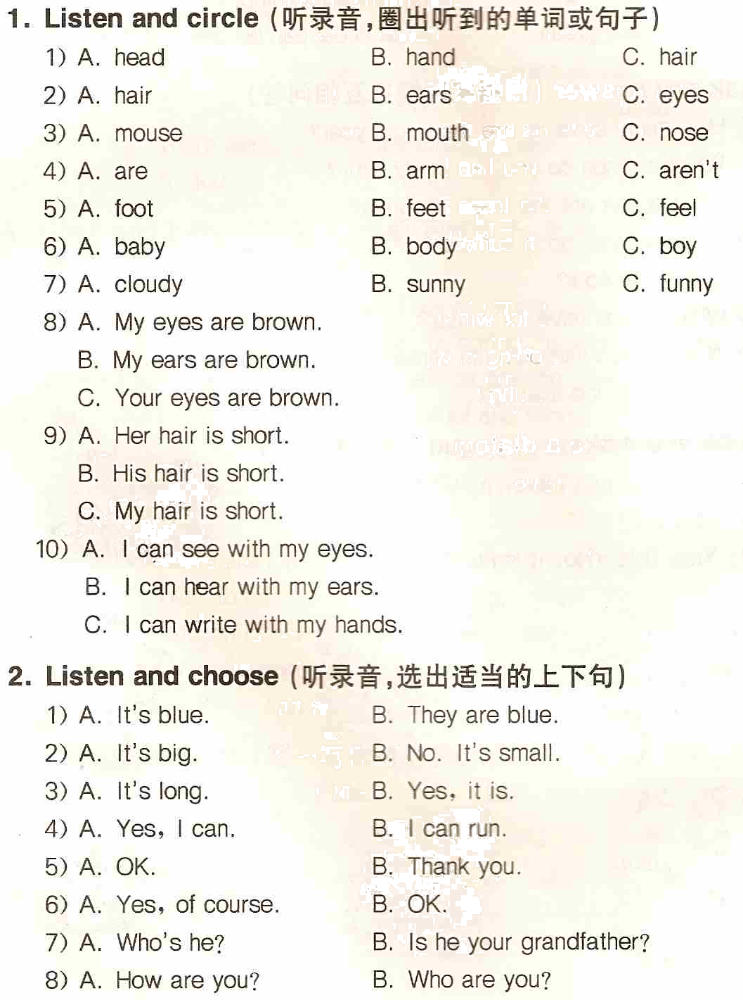 1. Listen and circle (听录音,圈出听到的单词或句子)
1) A. head B. hand C. hair
2) A. hair B. ears C. eyes
3) A. mouse B. mouth C. nose
4) A. are B. arm C. aren't
5) A. foot B. feet C. feel
6) A. baby B. body C. boy
7) A. cloudy B. sunny C. funny
8) A. My eyes are brown.
B. My ears are brown.
C. Your eyes are brown.
9) A. Her hair is short.
B. His hair is short.
C. My hair is short.
10) A. I can see with my eyes.
B. I can hear with my ears.
C. I can write with my hands.
2. Listen and choose (听录音,选出适当的上下句)
1) A. It's blue. B. They are blue.
2) A. It's big. B. No. It's small.
3) A. It's long. B. Yes, it is.
4) A. Yes, I can. B. I can run.
5) A. OK. B. Thank you.
6) A. Yes, of course. B. OK.
7) A. Who's he? B. Is he your grandfather?
8) A. How are you? B. Who are you?